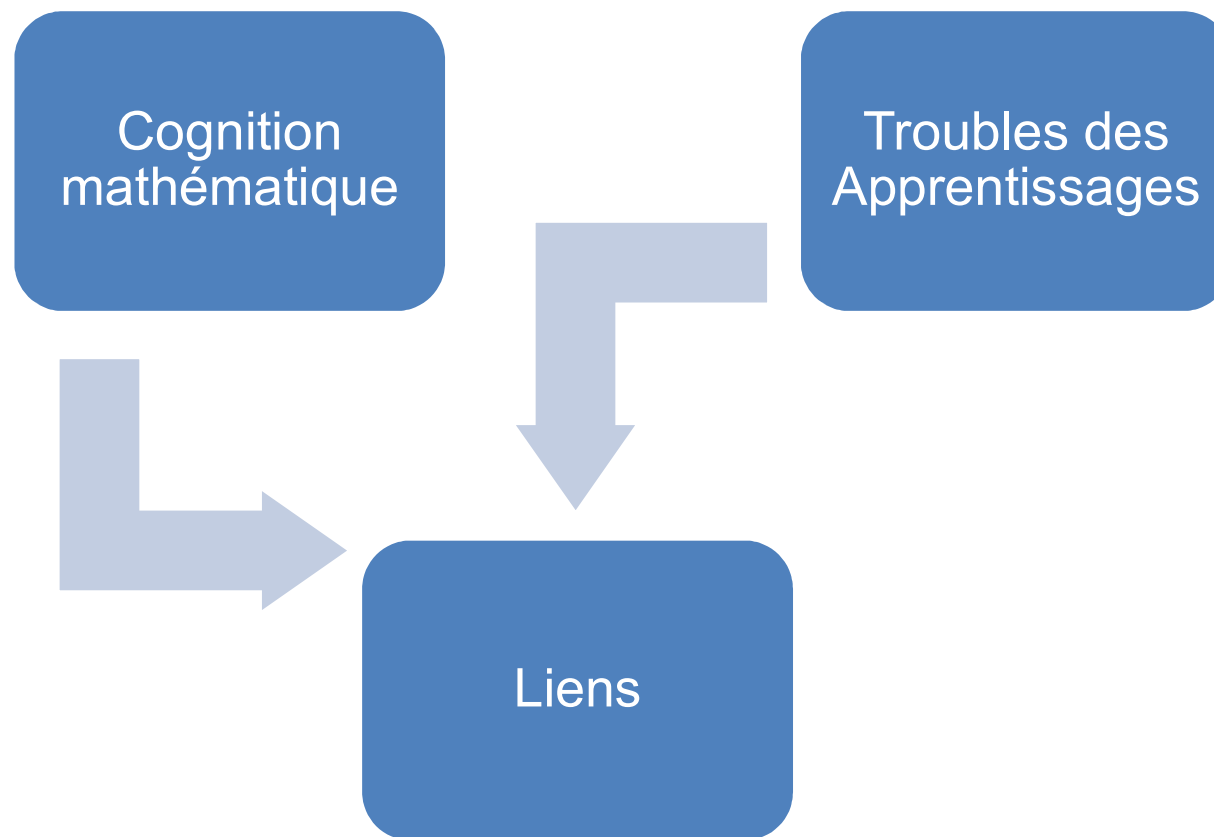 Cognition
mathématique
Troubles des
Apprentissages
Liens